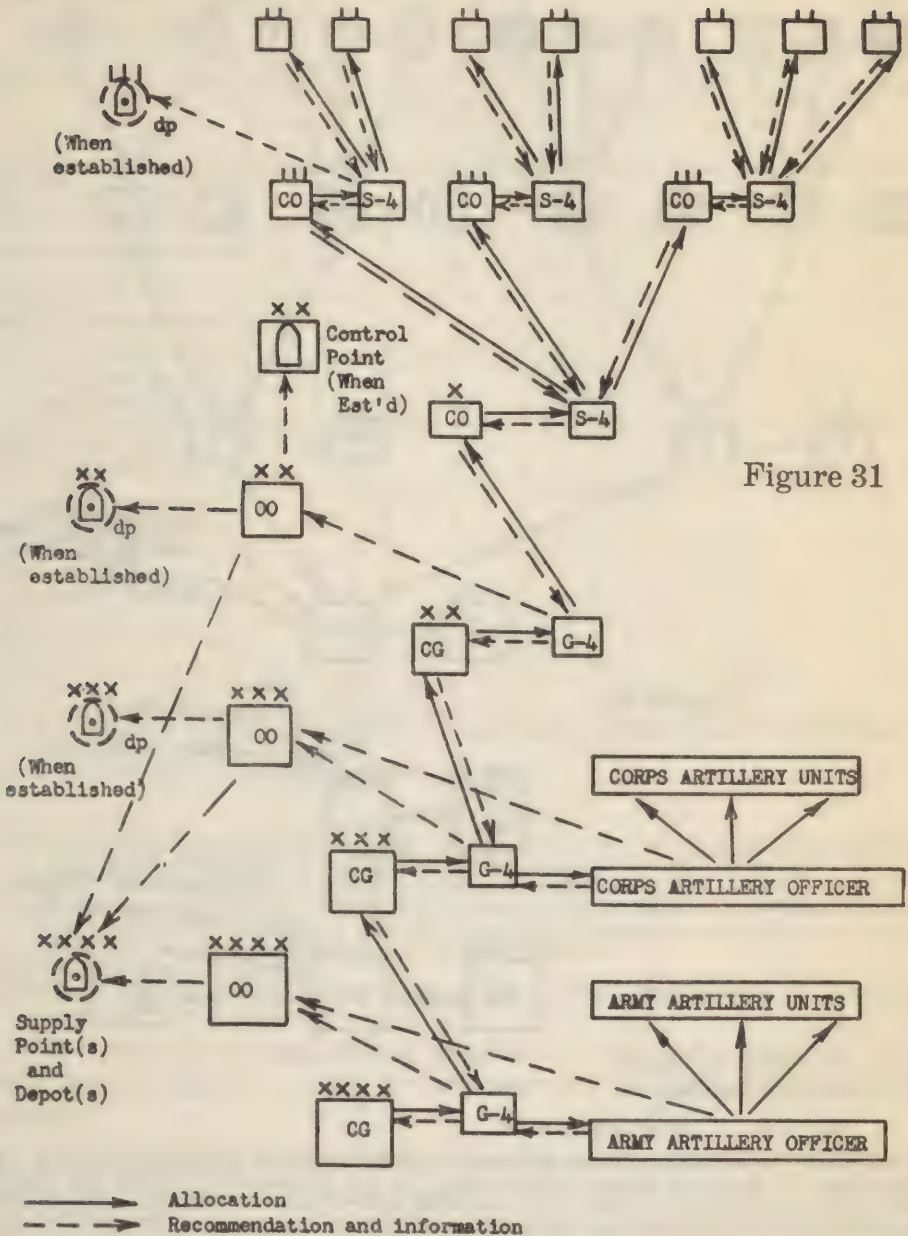 dp
(When
established)
CO
S-4
CO
S-4
CO
S-4
Control
Point
(When
Est'd)
CO
S-4
Figure 31
OO
dp
(When
established)
CG
G-4
OO
dp
(When
established)
CORPS ARTILLERY UNITS
CG
G-4
CORPS ARTILLERY OFFICER
OO
Supply
Point(s)
and
Depot(s)
ARMY ARTILLERY UNITS
CG
G-4
ARMY ARTILLERY OFFICER
Allocation
Recommendation and information